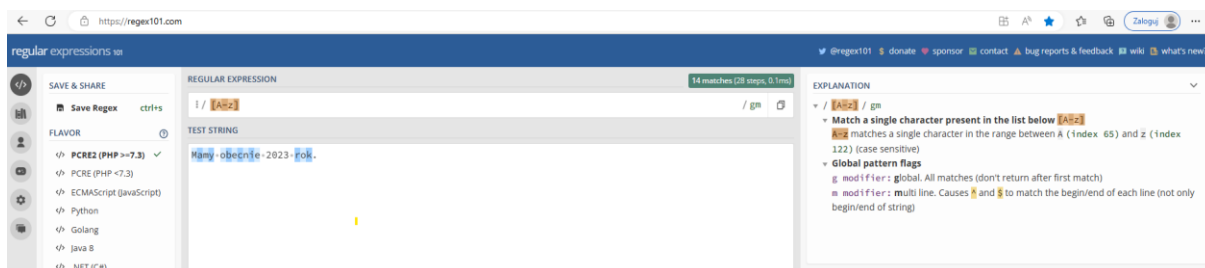 https://regex101.com
Zaloguj
regular expressions 101
@regex101 $ donate sponsor contact bug reports & feedback wiki what's new
SAVE & SHARE
Save Regex ctrl+s
FLAVOR
</> PCRE2 (PHP >=7.3)
</> PCRE (PHP <7.3)
</> ECMAScript (JavaScript)
</> Python
</> Golang
</> Java 8
</> .NET (C#)
REGULAR EXPRESSION
14 matches (28 steps, 0.1ms)
/ [A-z] / gm
TEST STRING
Mamy·obecnie·2023·rok.
EXPLANATION
/ [A-z] / gm
Match a single character present in the list below [A-z]
A-z matches a single character in the range between A (index 65) and z (index
122) (case sensitive)
Global pattern flags
g modifier: global. All matches (don't return after first match)
m modifier: multi line. Causes ^ and $ to match the begin/end of each line (not only
begin/end of string)